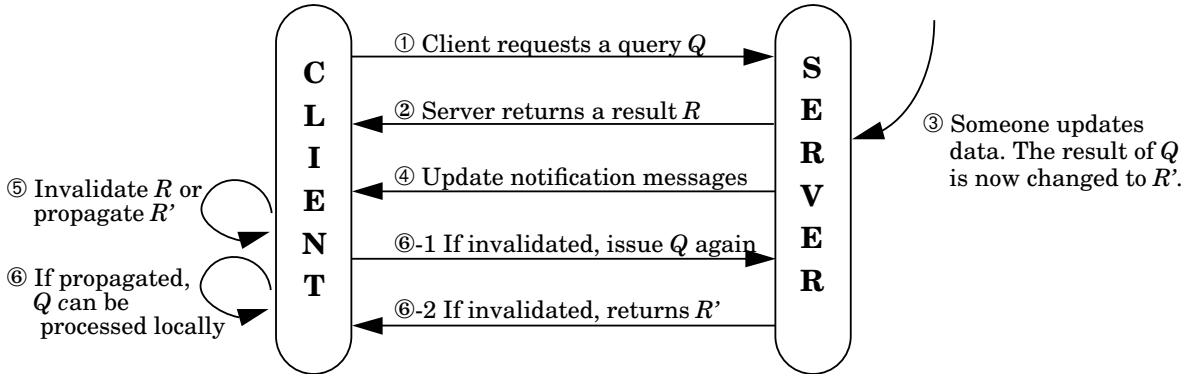 CLIENT
SERVER
① Client requests a query Q
② Server returns a result R
③ Someone updates
data. The result of Q
is now changed to R’.
④ Update notification messages
⑤ Invalidate R or
propagate R’
⑥-1 If invalidated, issue Q again
⑥ If propagated,
Q can be
processed locally
⑥-2 If invalidated, returns R’